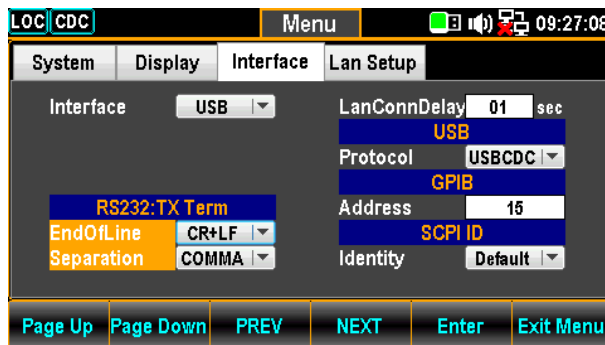 LOC CDC Menu 09:27:08
System Display Interface Lan Setup
Interface USB
LanConnDelay 01 sec
USB
Protocol USBCDC
GPIB
RS232:TX Term
Address 15
EndOfLine CR+LF
SCPI ID
Separation COMMA
Identity Default
Page Up Page Down PREV NEXT Enter Exit Menu